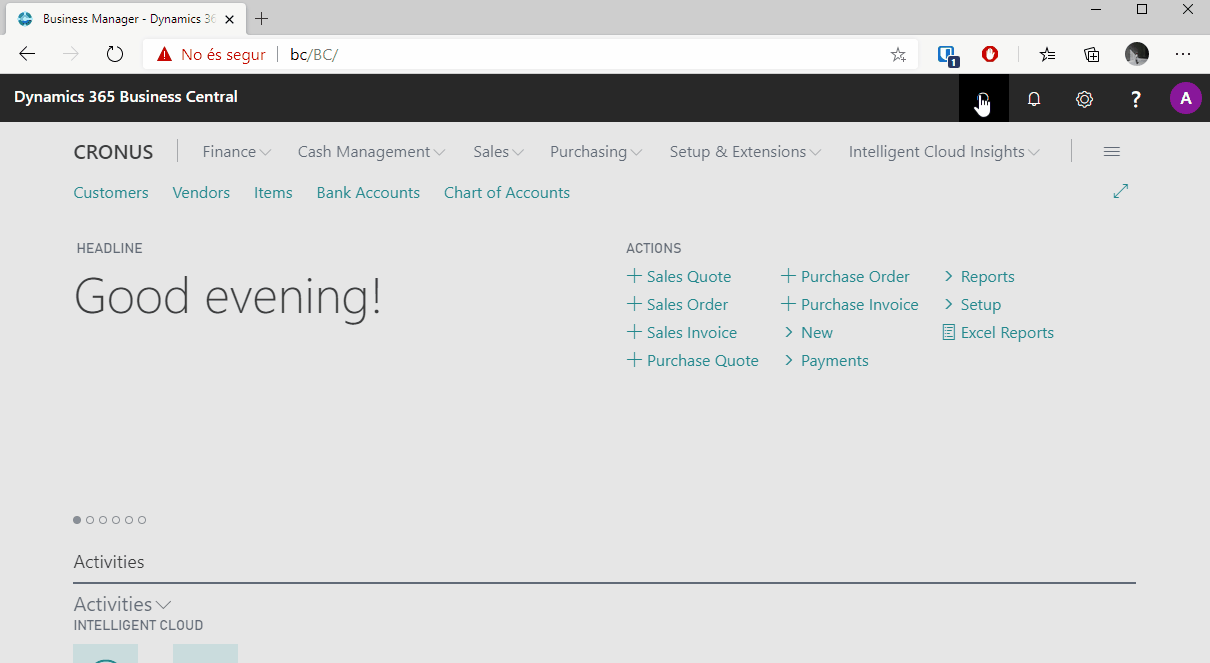 Business Manager - Dynamics 36
No és segur bc/BC/
1
Dynamics 365 Business Central
? A
CRONUS Finance Cash Management Sales Purchasing Setup & Extensions Intelligent Cloud Insights
Customers Vendors Items Bank Accounts Chart of Accounts
HEADLINE
Good evening!
ACTIONS
Sales Quote Purchase Order Reports
Sales Order Purchase Invoice Setup
Sales Invoice New Excel Reports
Purchase Quote Payments
Activities
Activities
INTELLIGENT CLOUD